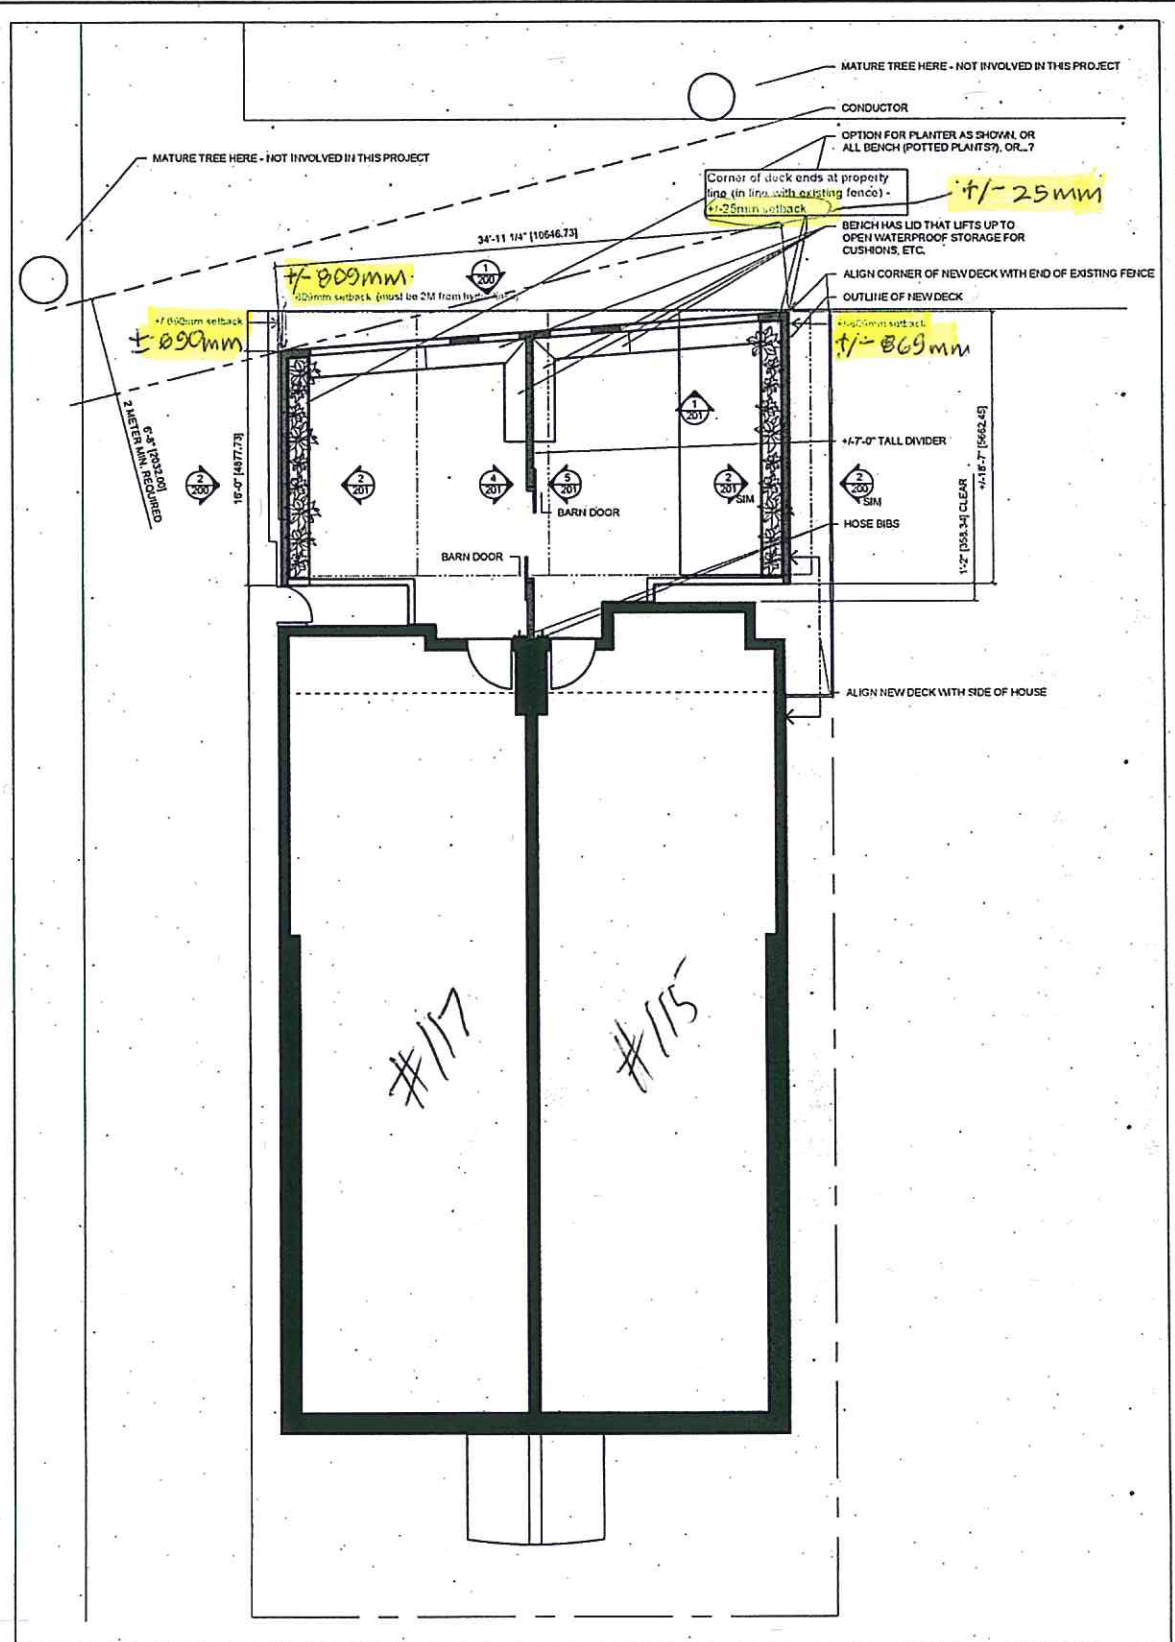 MATURE TREE HERE - NOT INVOLVED IN THIS PROJECT
CONDUCTOR
OPTION FOR PLANTER AS SHOWN, OR
ALL BENCH (POTTED PLANTS?), OR...?
MATURE TREE HERE - NOT INVOLVED IN THIS PROJECT
Corner of deck ends at property
line (in line with existing fence) -
+/-25mm setback
+/- 25mm
BENCH HAS LID THAT LIFTS UP TO
OPEN WATERPROOF STORAGE FOR
CUSHIONS, ETC.
34'-11 1/4" [10646.73]
1
200
+/- 809mm
setback (must be 2M from
ALIGN CORNER OF NEW DECK WITH END OF EXISTING FENCE
OUTLINE OF NEW DECK
setback
± 690mm
setback
+/- 869mm
6'-8" [2032.00]
2 METER MIN. REQUIRED
16'-0" [4877.73]
1
201
+/-7'-0" TALL DIVIDER
2
200
2
201
4
201
5
201
2
201
SIM
2
200
SIM
BARN DOOR
HOSE BIBS
BARN DOOR
1'-2" [358.34] CLEAR
+/-18'-7" [5662.45]
ALIGN NEW DECK WITH SIDE OF HOUSE
#117
#115